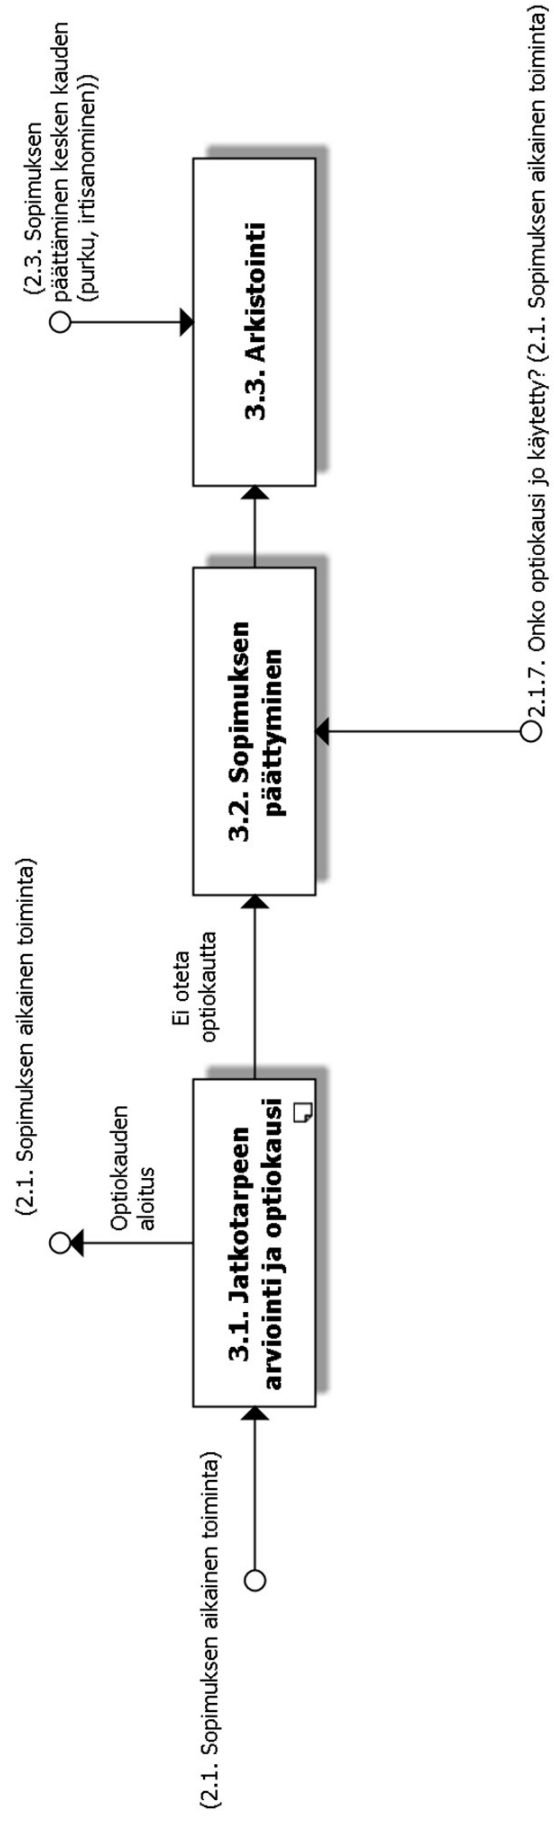 (2.1. Sopimuksen aikainen toiminta)
3.1. Jatkotarpeen
arviointi ja optiokausi
Optiokauden
aloitus
(2.1. Sopimuksen aikainen toiminta)
Ei oteta
optiokautta
3.2. Sopimuksen
päättyminen
2.1.7. Onko optiokausi jo käytetty? (2.1. Sopimuksen aikainen toiminta)
3.3. Arkistointi
(2.3. Sopimuksen
päättäminen kesken kauden
(purku, irtisanominen))